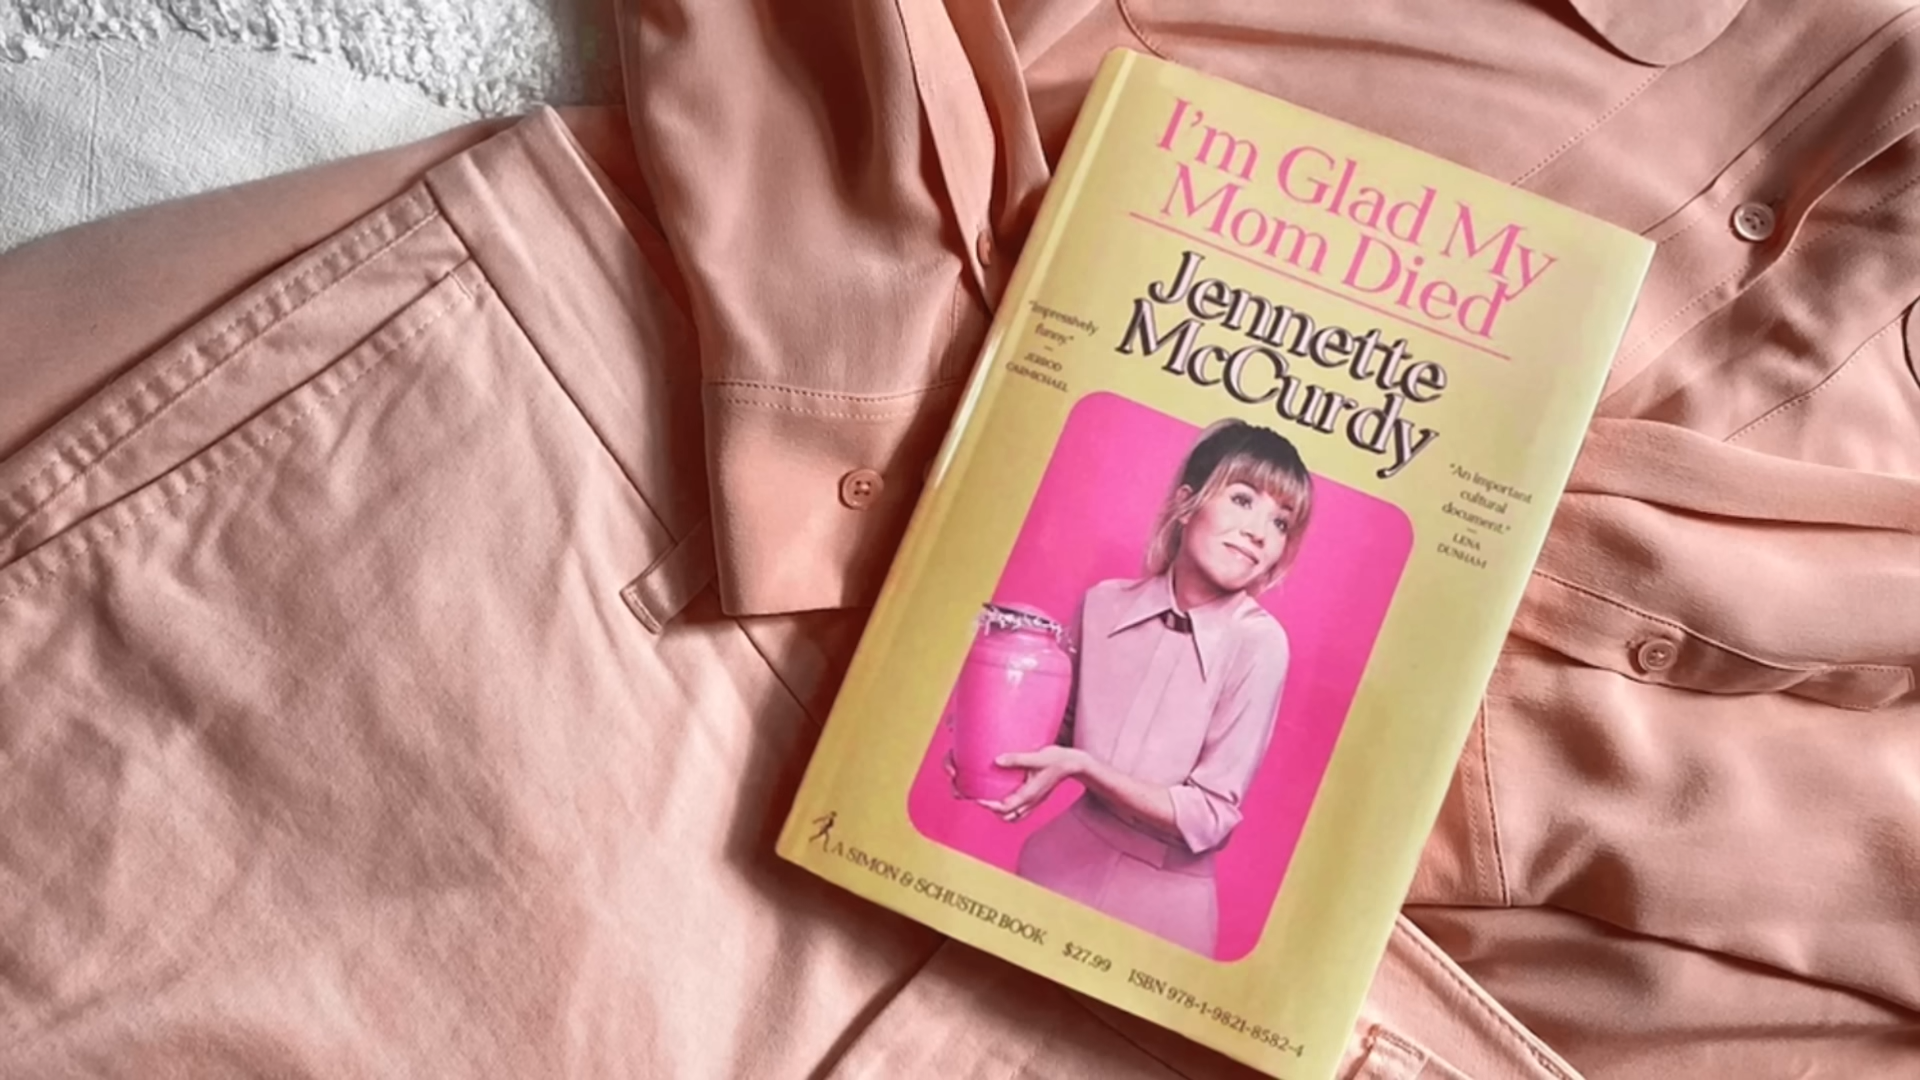 I'm Glad My
Mom Died
Jennette
McCurdy
"Impressively
funny."
—
JERROD
CARMICHAEL
"An important
cultural
document."
—
LENA
DUNHAM
A SIMON & SCHUSTER BOOK $27.99 ISBN 978-1-9821-8582-4